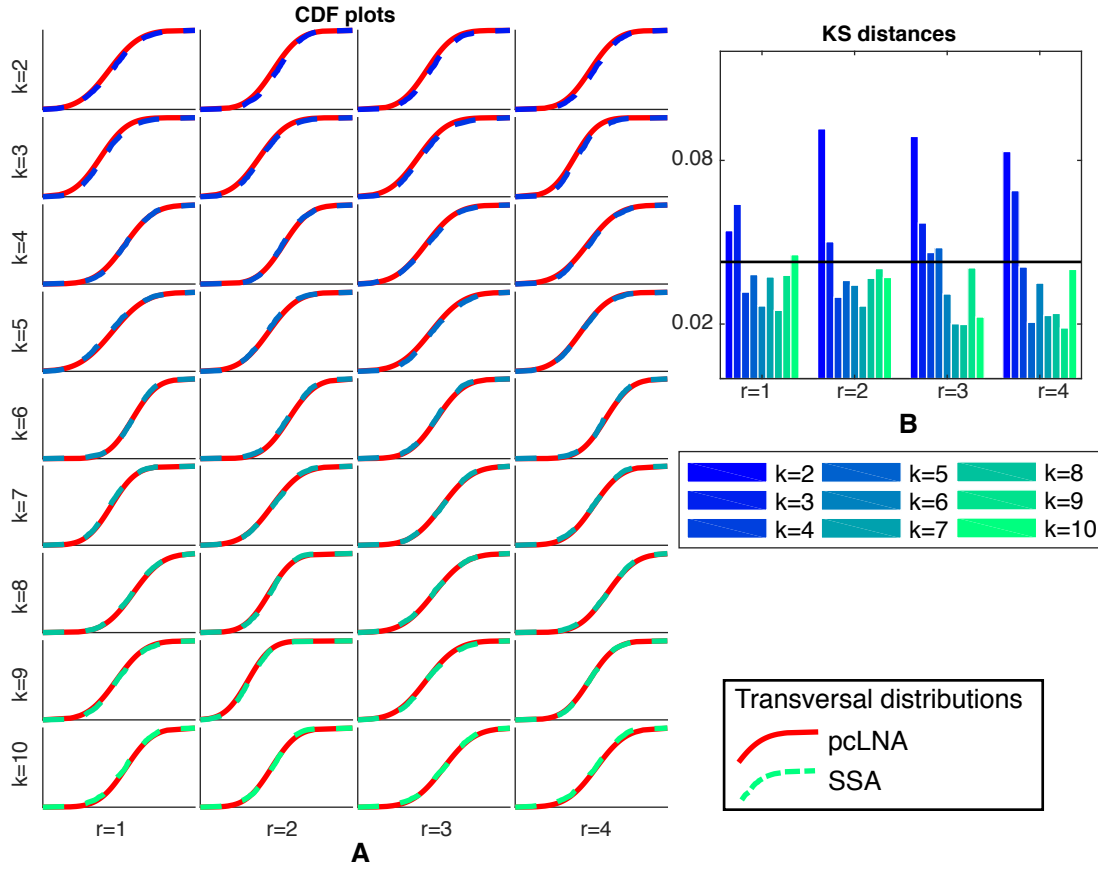 CDF plots
k=2
k=3
k=4
k=5
k=6
k=7
k=8
k=9
k=10
r=1 r=2 r=3 r=4
A
KS distances
0.08
0.02
r=1 r=2 r=3 r=4
B
k=2 k=5 k=8
k=3 k=6 k=9
k=4 k=7 k=10
Transversal distributions
pcLNA
SSA